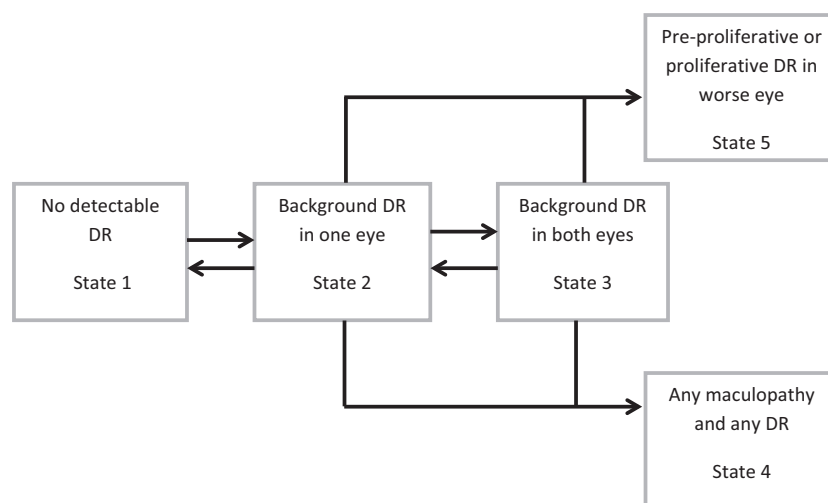 Pre-proliferative or
proliferative DR in
worse eye
State 5
No detectable
DR
State 1
Background DR
in one eye
State 2
Background DR
in both eyes
State 3
Any maculopathy
and any DR
State 4